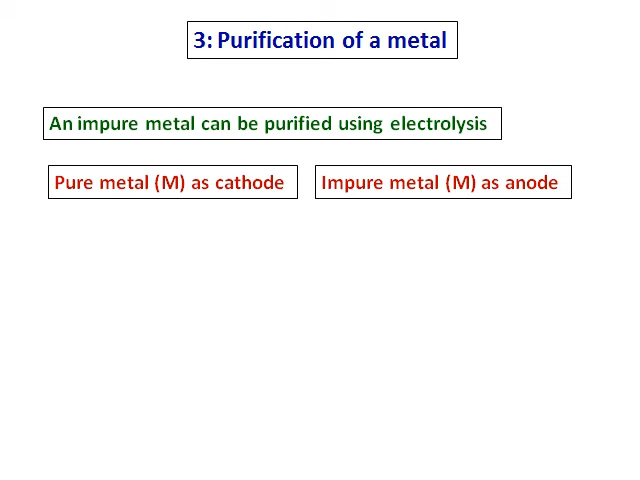 3: Purification of a metal
An impure metal can be purified using electrolysis
Pure metal (M) as cathode
Impure metal (M) as anode